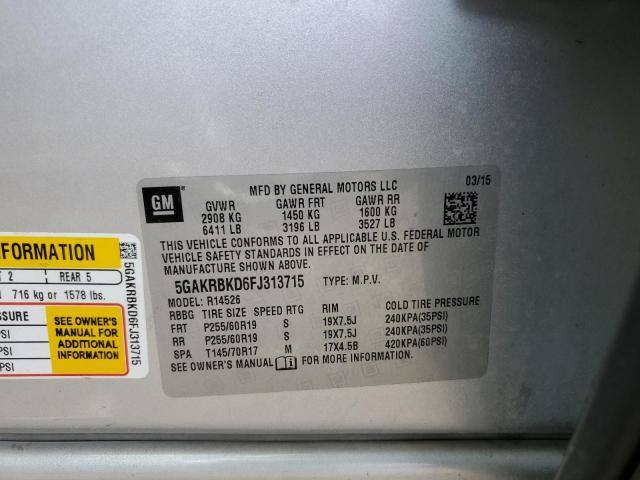 GM
MFD BY GENERAL MOTORS LLC
03/15
GVWR GAWR FRT GAWR RR
2908 KG 1450 KG 1600 KG
6411 LB 3196 LB 3527 LB
THIS VEHICLE CONFORMS TO ALL APPLICABLE U.S. FEDERAL MOTOR
VEHICLE SAFETY STANDARDS IN EFFECT ON THE DATE OF
MANUFACTURE SHOWN ABOVE.
5GAKRBKD6FJ313715 TYPE: M.P.V.
MODEL: R14526
RBBG TIRE SIZE SPEED RTG RIM COLD TIRE PRESSURE
FRT P255/60R19 S 19X7.5J 240KPA(35PSI)
RR P255/60R19 S 19X7.5J 240KPA(35PSI)
SPA T145/70R17 M 17X4.5B 420KPA(60PSI)
SEE OWNER'S MANUAL FOR MORE INFORMATION.
INFORMATION
2 REAR 5
716 kg or 1578 lbs.
SEE OWNER'S
MANUAL FOR
ADDITIONAL
INFORMATION
5GAKRBKD6FJ313715